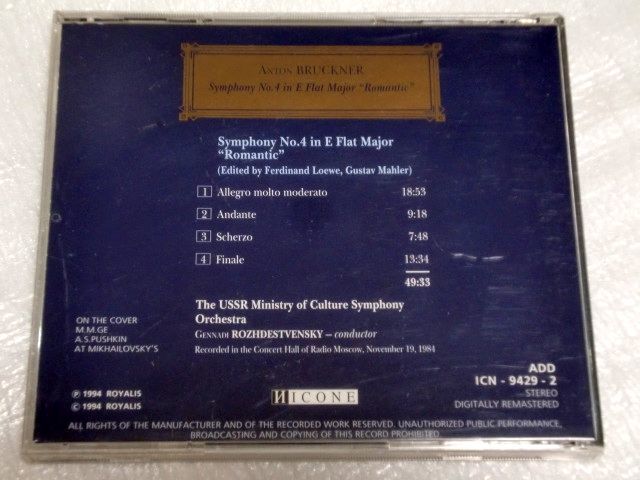 ANTON BRUCKNER
Symphony No.4 in E Flat Major "Romantic"
Symphony No.4 in E Flat Major
"Romantic"
(Edited by Ferdinand Loewe, Gustav Mahler)
1 Allegro molto moderato 18:53
2 Andante 9:18
3 Scherzo 7:48
4 Finale 13:34
49:33
The USSR Ministry of Culture Symphony
Orchestra
GENNADI ROZHDESTVENSKY – conductor
Recorded in the Concert Hall of Radio Moscow, November 19, 1984
ON THE COVER
M.M.GE
A.S.PUSHKIN
AT MIKHAILOVSKY'S
℗ 1994 ROYALIS
© 1994 ROYALIS
ICONE
ADD
ICN - 9429 - 2
STEREO
DIGITALLY REMASTERED
ALL RIGHTS OF THE MANUFACTURER AND OF THE RECORDED WORK RESERVED. UNAUTHORIZED PUBLIC PERFORMANCE,
BROADCASTING AND COPYING OF THIS RECORD PROHIBITED